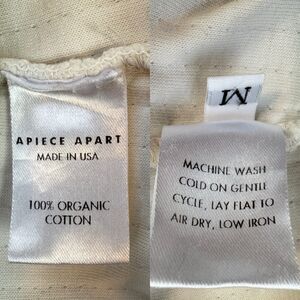 APIECE APART
MADE IN USA
100% ORGANIC
COTTON
M
MACHINE WASH
COLD ON GENTLE
CYCLE, LAY FLAT TO
AIR DRY, LOW IRON